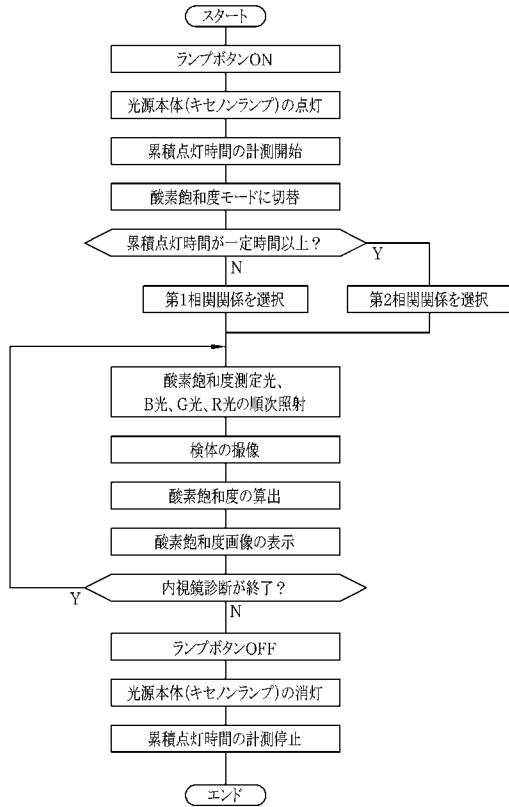 スタート
ランプボタンON
光源本体(キセノンランプ)の点灯
累積点灯時間の計測開始
酸素飽和度モードに切替
累積点灯時間が一定時間以上?
Y
N
第1相関関係を選択
第2相関関係を選択
酸素飽和度測定光、
B光、G光、R光の順次照射
検体の撮像
酸素飽和度の算出
酸素飽和度画像の表示
内視鏡診断が終了?
Y
N
ランプボタンOFF
光源本体(キセノンランプ)の消灯
累積点灯時間の計測停止
エンド